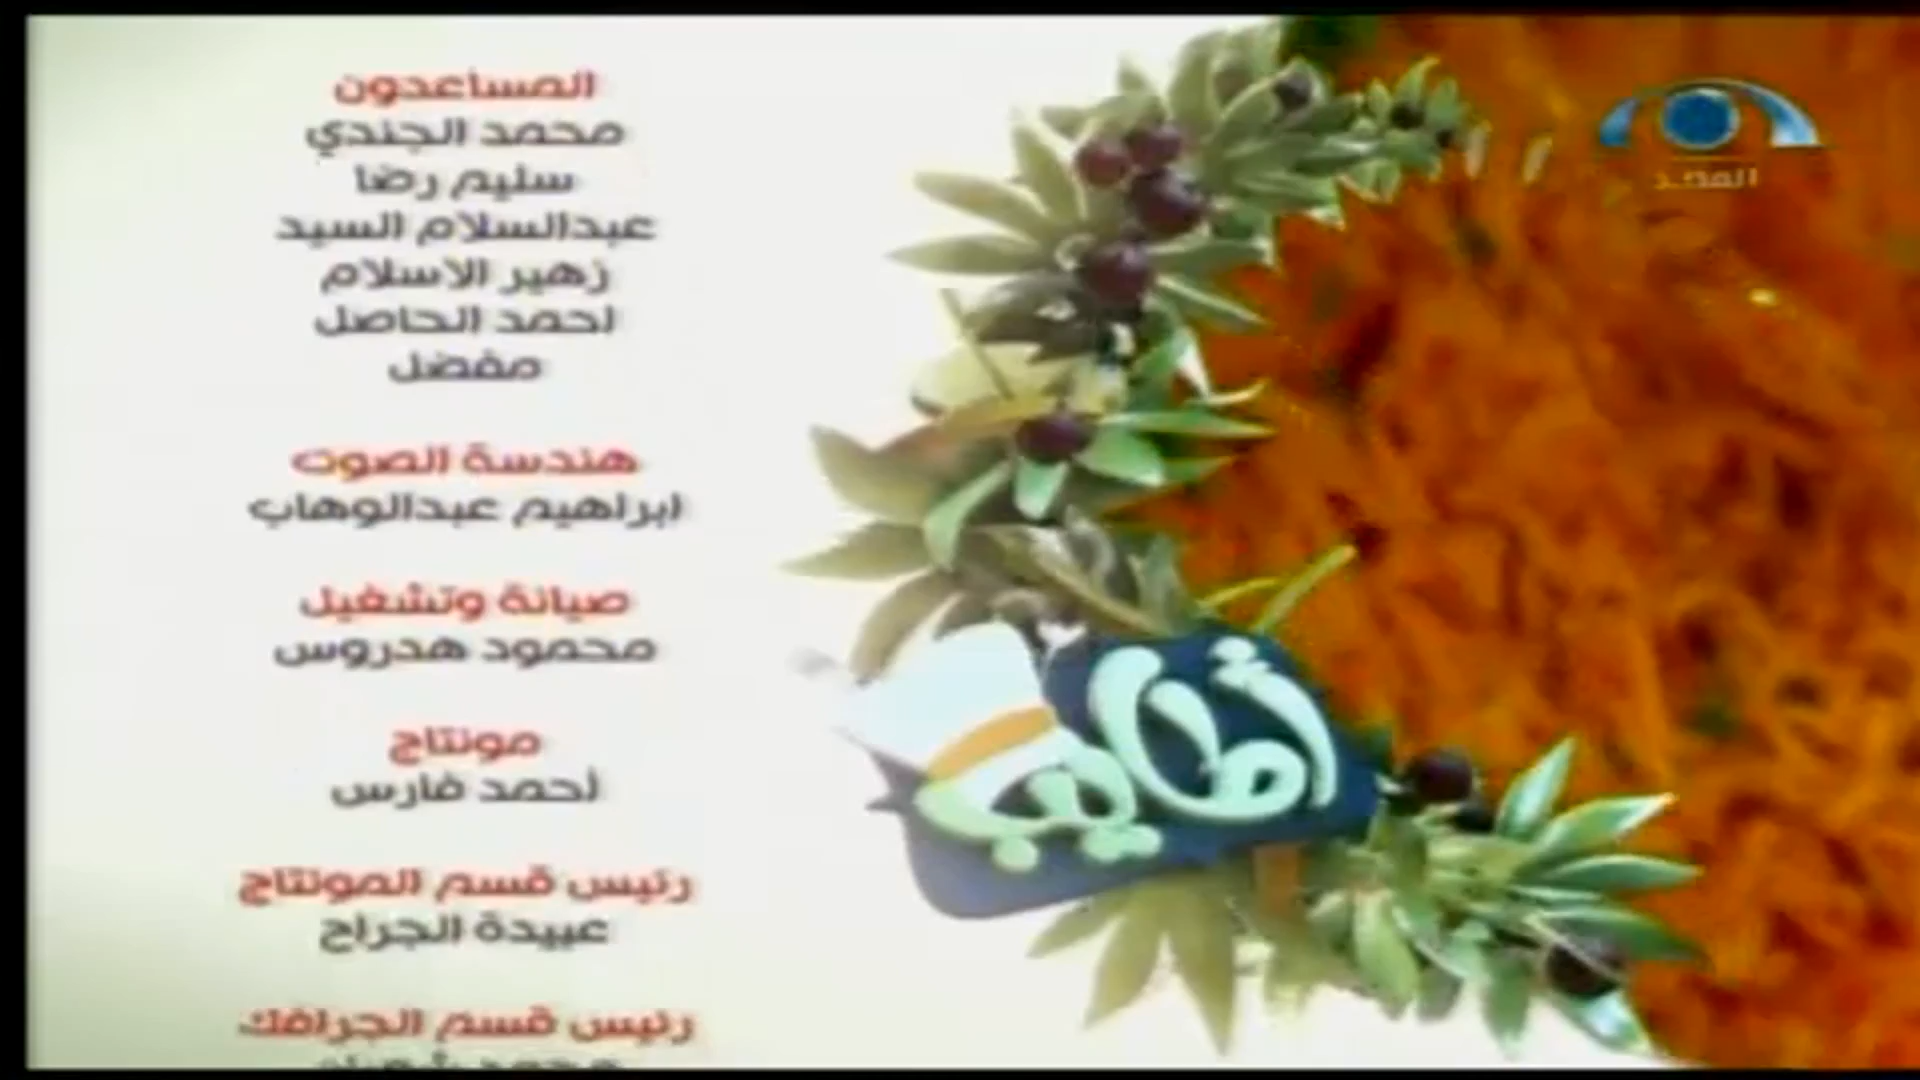 المساعدون
محمد الجندي
سليم رضا
عبدالسلام السيد
زهير الاسلام
احمد الحاصل
مفضل
هندسة الصوت
ابراهيم عبدالوهاب
صيانة وتشغيل
محمود هدروس
مونتاج
أحمد فارس
رئيس قسم المونتاج
عبيدة الجراح
رئيس قسم الجرافك
المجد